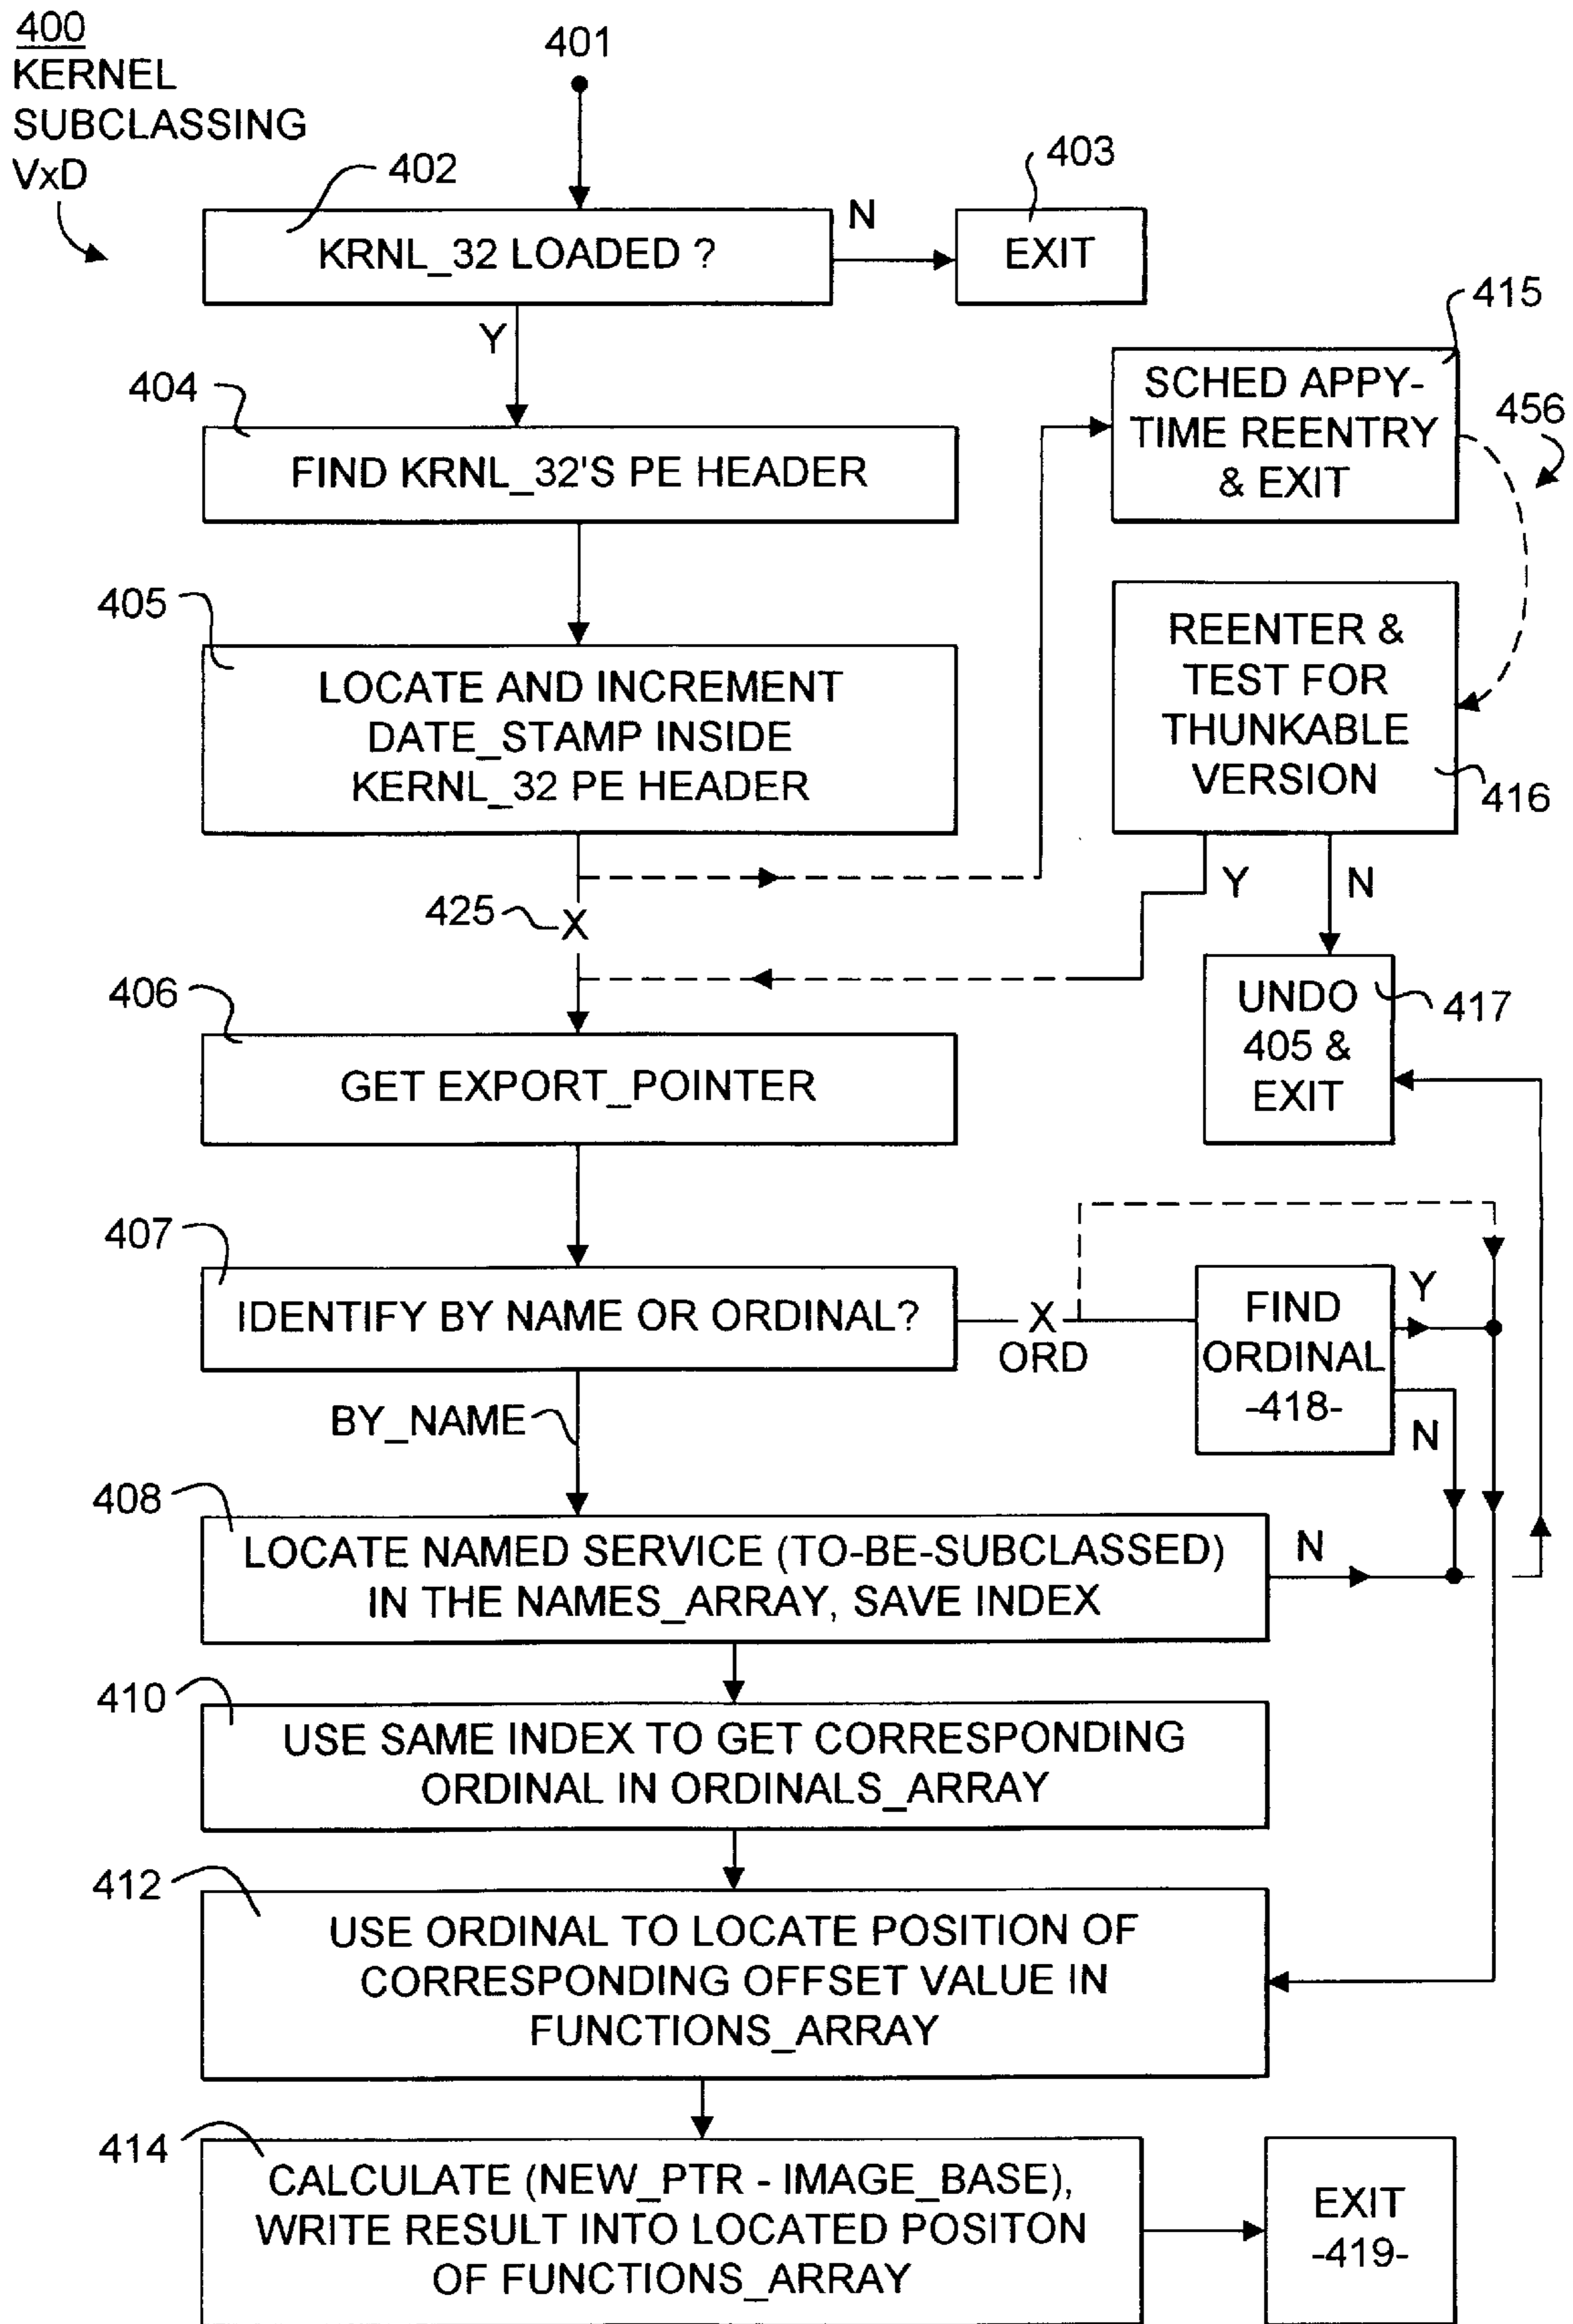 400
KERNEL
SUBCLASSING
VxD
401
402
403
KRNL_32 LOADED ?
N
EXIT
Y
415
SCHED APPY-
TIME REENTRY
& EXIT
456
404
FIND KRNL_32'S PE HEADER
405
LOCATE AND INCREMENT
DATE_STAMP INSIDE
KERNL_32 PE HEADER
REENTER &
TEST FOR
THUNKABLE
VERSION
416
Y
N
425
X
406
GET EXPORT_POINTER
UNDO
405 &
EXIT
417
407
IDENTIFY BY NAME OR ORDINAL?
X
ORD
FIND
ORDINAL
-418-
Y
N
BY_NAME
408
LOCATE NAMED SERVICE (TO-BE-SUBCLASSED)
IN THE NAMES_ARRAY, SAVE INDEX
N
410
USE SAME INDEX TO GET CORRESPONDING
ORDINAL IN ORDINALS_ARRAY
412
USE ORDINAL TO LOCATE POSITION OF
CORRESPONDING OFFSET VALUE IN
FUNCTIONS_ARRAY
414
CALCULATE (NEW_PTR - IMAGE_BASE),
WRITE RESULT INTO LOCATED POSITON
OF FUNCTIONS_ARRAY
EXIT
-419-